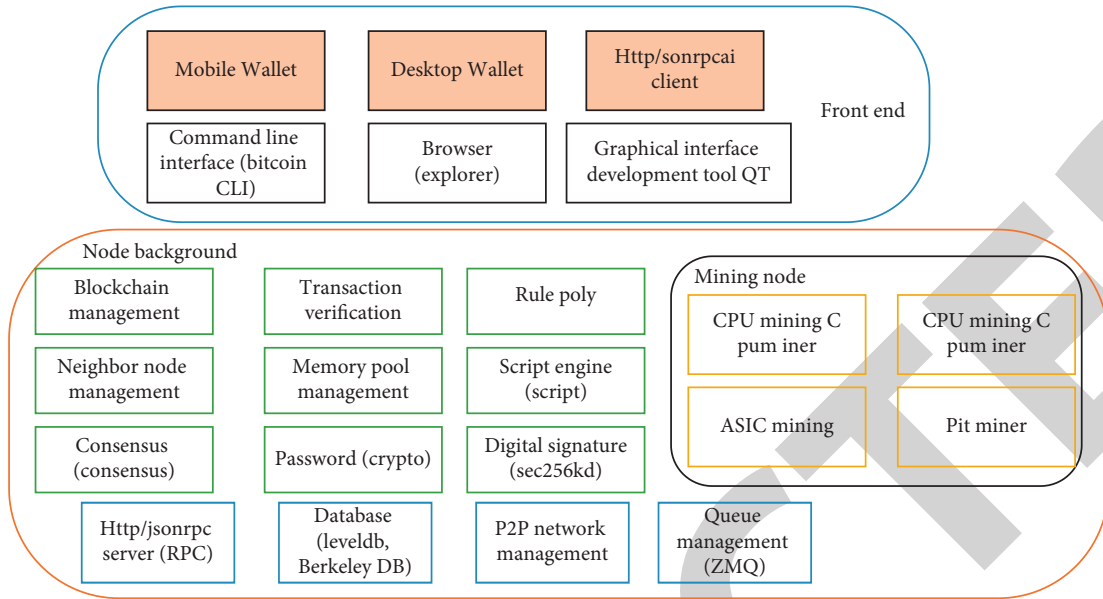 Mobile Wallet
Desktop Wallet
Http/sonrpcai
client
Front end
Command line
interface (bitcoin
CLI)
Browser
(explorer)
Graphical interface
development tool QT
Node background
Blockchain
management
Transaction
verification
Rule poly
Neighbor node
management
Memory pool
management
Script engine
(script)
Consensus
(consensus)
Password (crypto)
Digital signature
(sec256kd)
Mining node
CPU mining C
pum iner
CPU mining C
pum iner
ASIC mining
Pit miner
Http/jsonrpc
server (RPC)
Database
(leveldb,
Berkeley DB)
P2P network
management
Queue
management
(ZMQ)